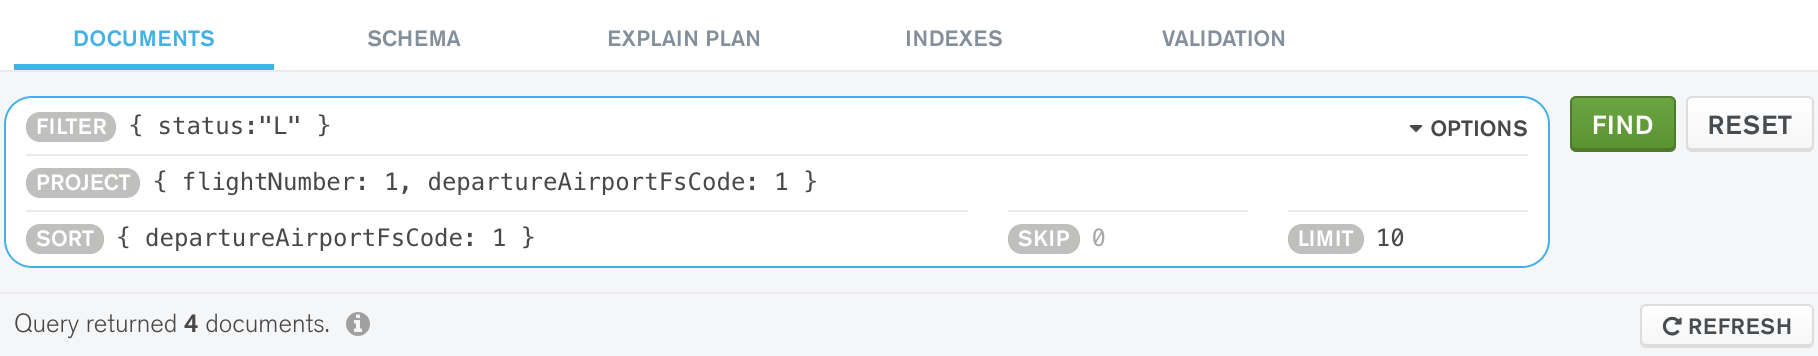 DOCUMENTS SCHEMA EXPLAIN PLAN INDEXES VALIDATION
FILTER { status:"L" } OPTIONS FIND RESET
PROJECT { flightNumber: 1, departureAirportFsCode: 1 }
SORT { departureAirportFsCode: 1 } SKIP 0 LIMIT 10
Query returned 4 documents. REFRESH